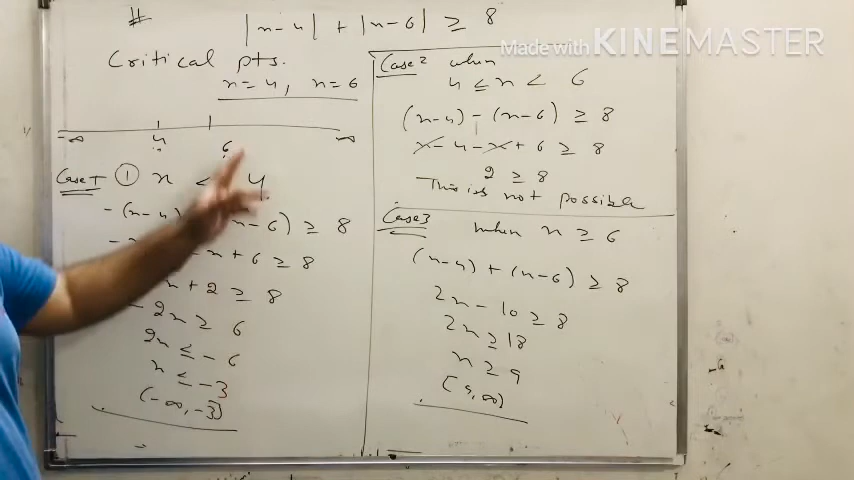 #
|x-4| + |x-6| ≥ 8
Made with KINEMASTER
Critical pts.
x=4, x=6
-∞ 4 6 ∞
Case I ① x < 4
-(x-4) x-6) ≥ 8
x + 6 ≥ 8
x + 2 ≥ 8
-2x ≥ 6
2x ≤ -6
x ≤ -3
(-∞, -3]
Case 2 when
4 ≤ x < 6
(x-4) - (x-6) ≥ 8
x - 4 - x + 6 ≥ 8
2 ≥ 8
This is not possible
Case 3 when x ≥ 6
(x-4) + (x-6) ≥ 8
2x - 10 ≥ 8
2x ≥ 18
x ≥ 9
∞)